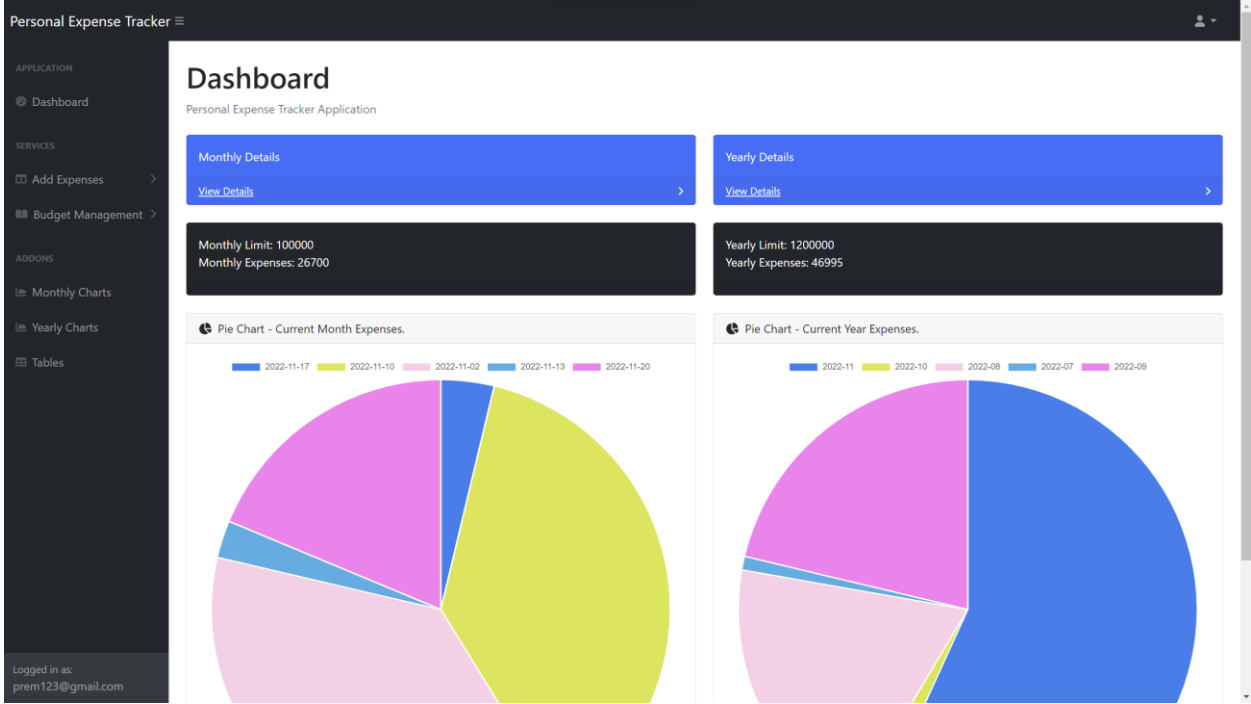 Personal Expense Tracker
APPLICATION
Dashboard
SERVICES
Add Expenses
Budget Management
ADDONS
Monthly Charts
Yearly Charts
Tables
Logged in as:
prem123@gmail.com
Dashboard
Personal Expense Tracker Application
Monthly Details
View Details
Yearly Details
View Details
Monthly Limit: 100000
Monthly Expenses: 26700
Yearly Limit: 1200000
Yearly Expenses: 46995
Pie Chart - Current Month Expenses.
2022-11-17 2022-11-10 2022-11-02 2022-11-13 2022-11-20
Pie Chart - Current Year Expenses.
2022-11 2022-10 2022-08 2022-07 2022-09